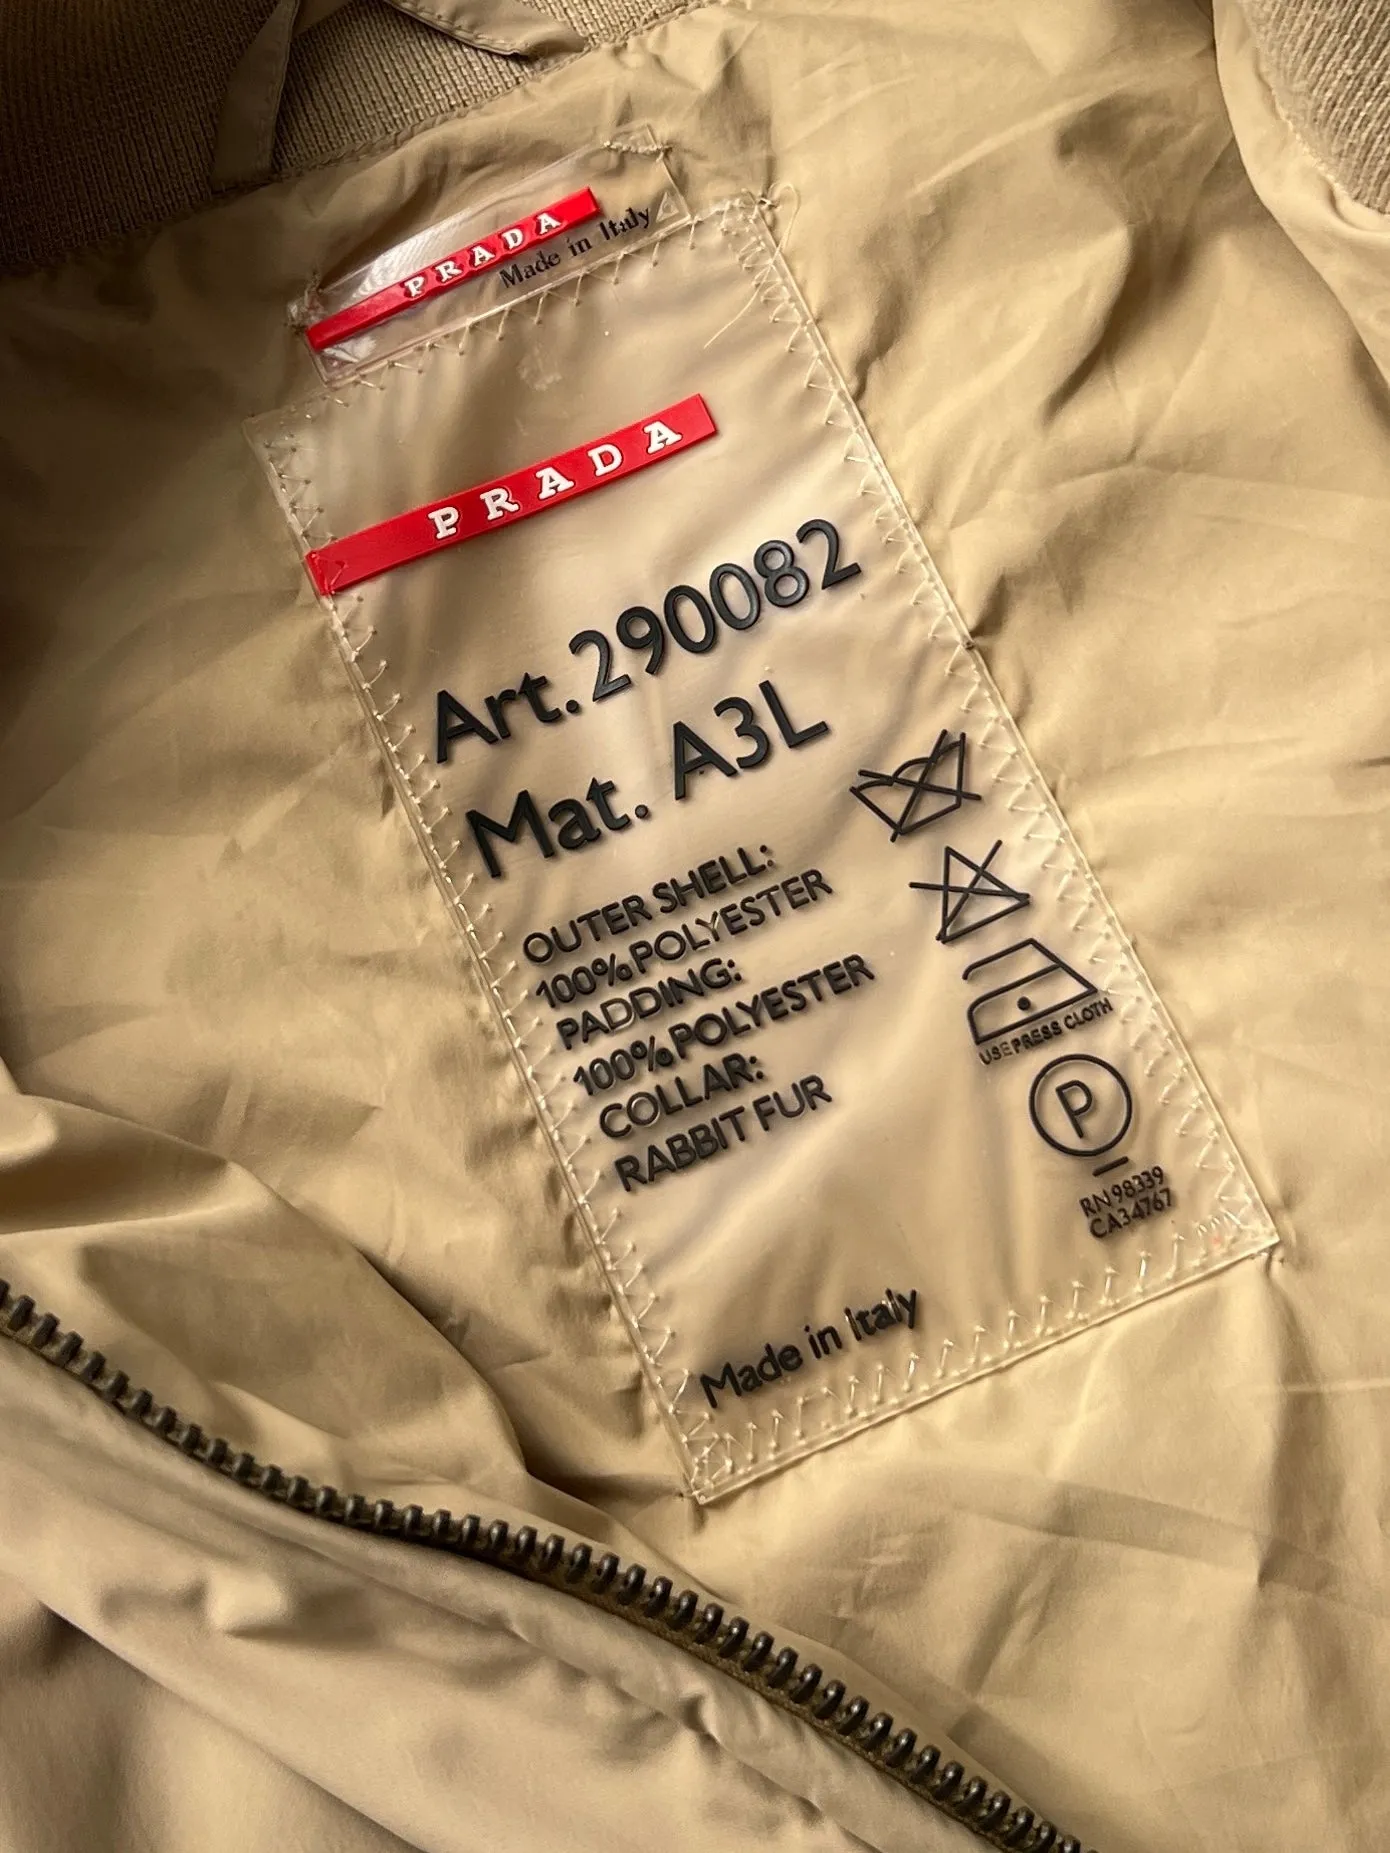 PRADA
Made in Italy
PRADA
Art. 290082
Mat. A3L
OUTER SHELL:
100% POLYESTER
PADDING:
100% POLYESTER
COLLAR:
RABBIT FUR
USE PRESS CLOTH
P
RN 98339
CA34767
Made in Italy